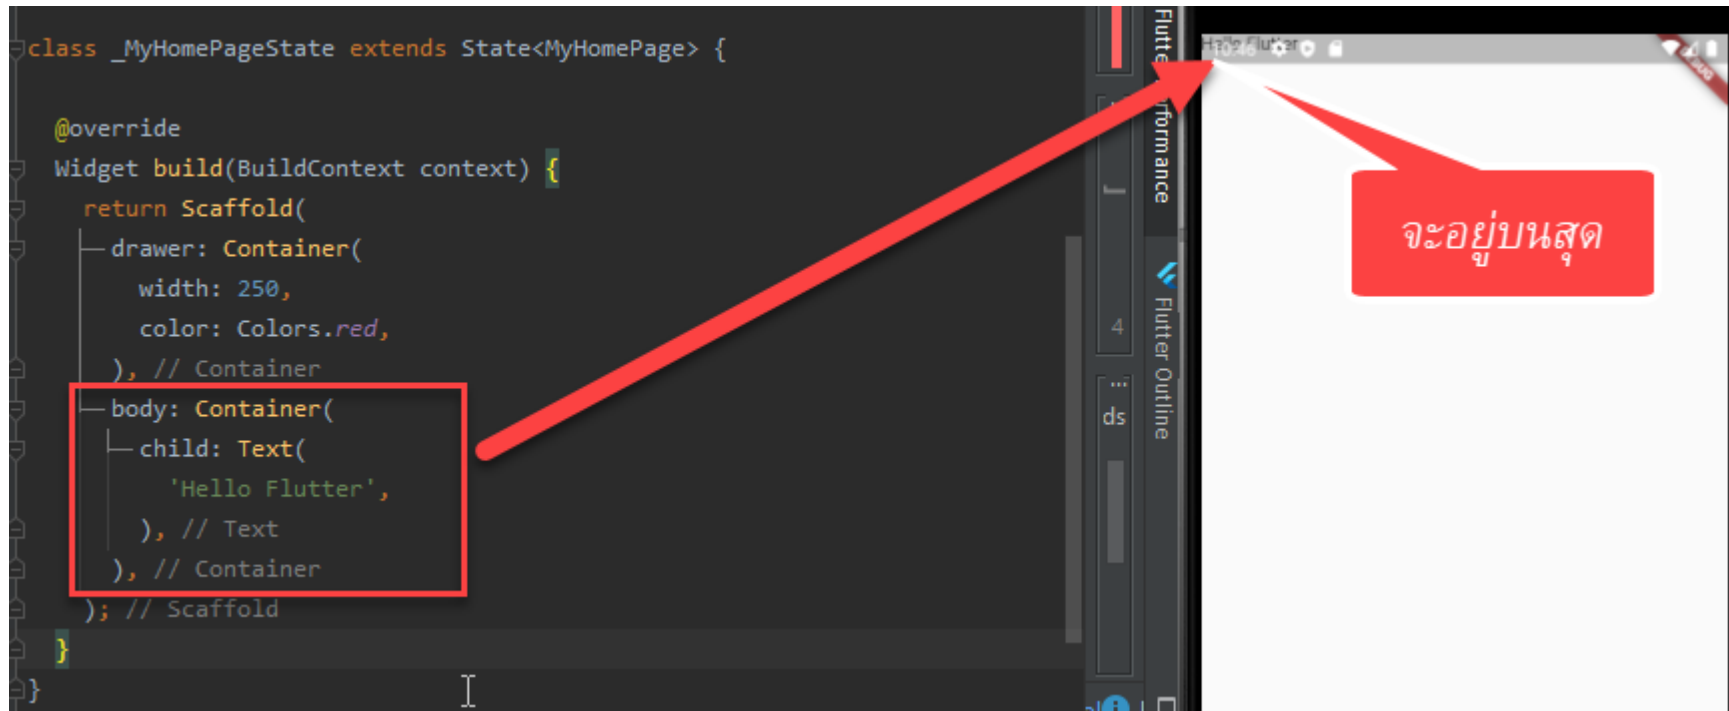 class _MyHomePageState extends State<MyHomePage> {
@override
Widget build(BuildContext context) {
return Scaffold(
drawer: Container(
width: 250,
color: Colors.red,
), // Container
body: Container(
child: Text(
'Hello Flutter',
), // Text
), // Container
); // Scaffold
}
}
4
...
ds
Flutter Outline
Hello Flutter
10:46
จะอยู่บนสุด